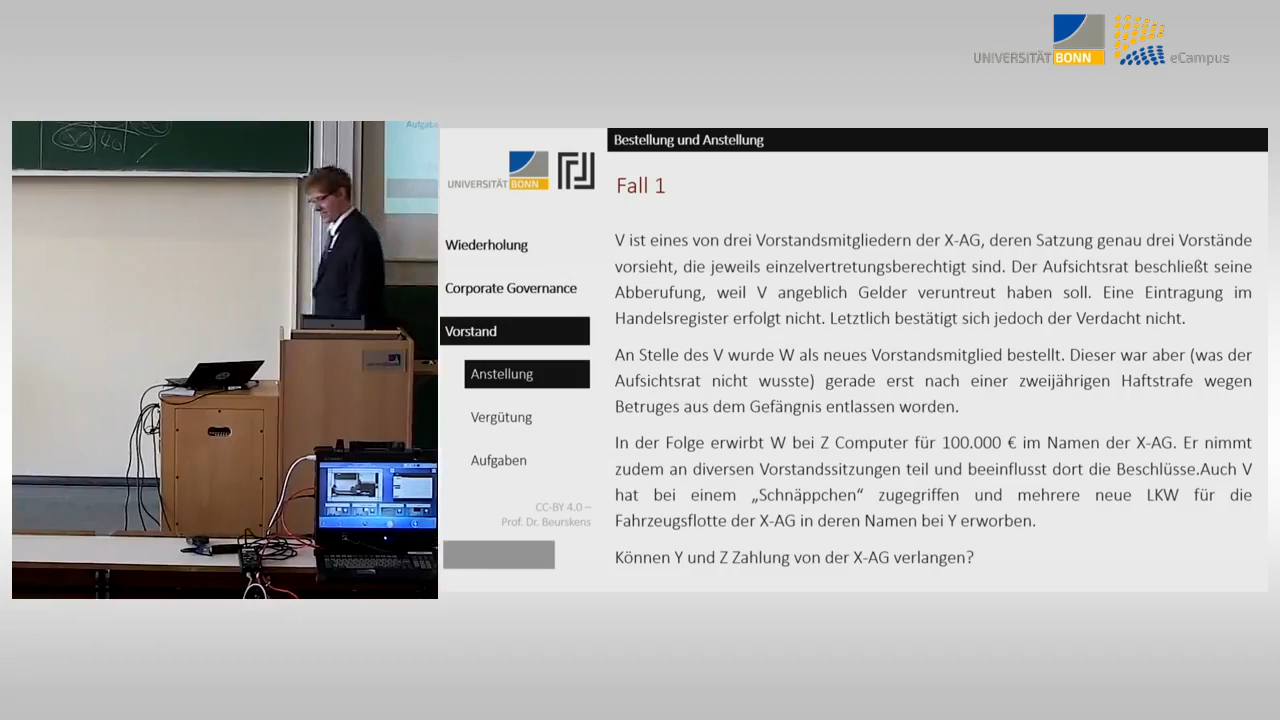 UNIVERSITÄT BONN eCampus
Aufgab
UNIVERSITÄT BONN
Wiederholung
Corporate Governance
Vorstand
Anstellung
Vergütung
Aufgaben
CC-BY 4.0 –
Prof. Dr. Beurskens
Bestellung und Anstellung
Fall 1
V ist eines von drei Vorstandsmitgliedern der X-AG, deren Satzung genau drei Vorstände
vorsieht, die jeweils einzelvertretungsberechtigt sind. Der Aufsichtsrat beschließt seine
Abberufung, weil V angeblich Gelder veruntreut haben soll. Eine Eintragung im
Handelsregister erfolgt nicht. Letztlich bestätigt sich jedoch der Verdacht nicht.
An Stelle des V wurde W als neues Vorstandsmitglied bestellt. Dieser war aber (was der
Aufsichtsrat nicht wusste) gerade erst nach einer zweijährigen Haftstrafe wegen
Betruges aus dem Gefängnis entlassen worden.
In der Folge erwirbt W bei Z Computer für 100.000 € im Namen der X-AG. Er nimmt
zudem an diversen Vorstandssitzungen teil und beeinflusst dort die Beschlüsse.Auch V
hat bei einem „Schnäppchen“ zugegriffen und mehrere neue LKW für die
Fahrzeugsflotte der X-AG in deren Namen bei Y erworben.
Können Y und Z Zahlung von der X-AG verlangen?